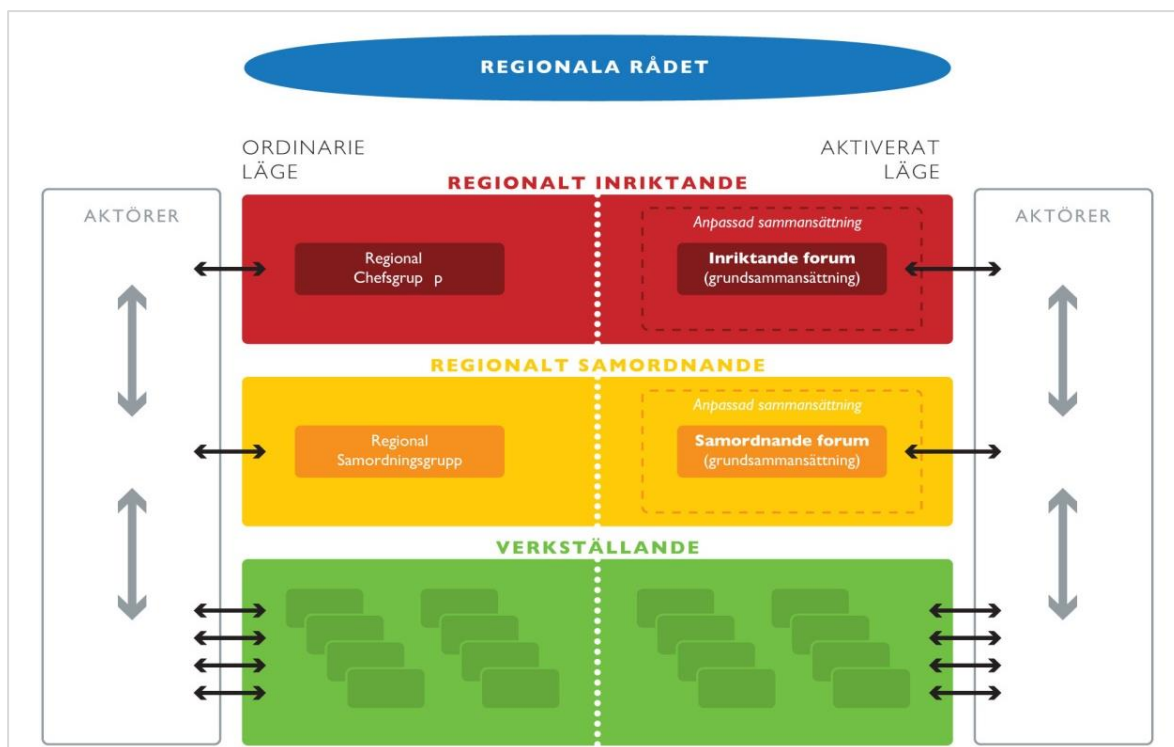 REGIONALA RÅDET
ORDINARIE
LÄGE
AKTIVERAT
LÄGE
REGIONALT INRIKTANDE
AKTÖRER
AKTÖRER
Anpassad sammansättning
Regional
Chefsgrup p
Inriktande forum
(grundsammansättning)
REGIONALT SAMORDNANDE
Anpassad sammansättning
Regional
Samordningsgrupp
Samordnande forum
(grundsammansättning)
VERKSTÄLLANDE